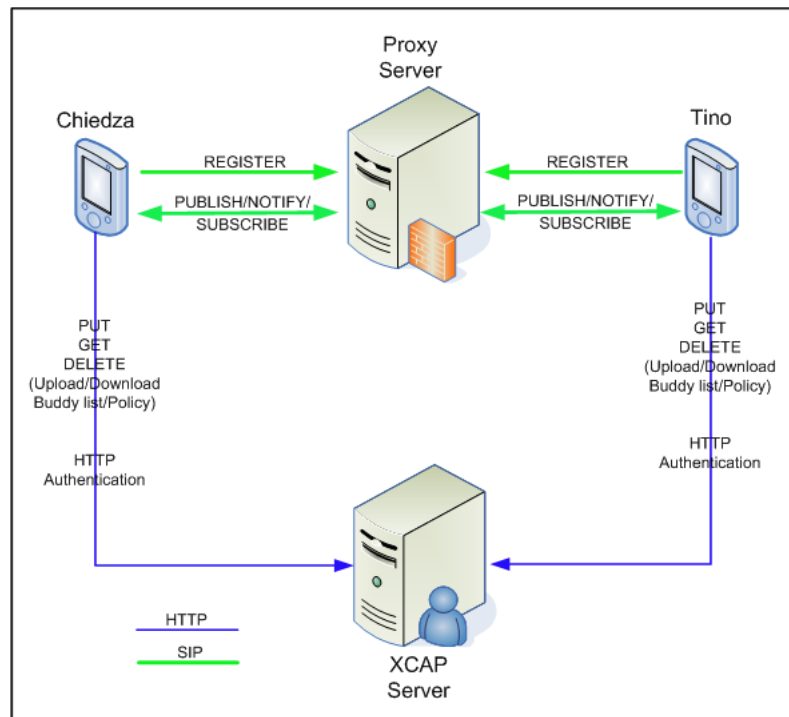 Proxy
Server
Chiedza
Tino
REGISTER
REGISTER
PUBLISH/NOTIFY/
SUBSCRIBE
PUBLISH/NOTIFY/
SUBSCRIBE
PUT
GET
DELETE
(Upload/Download
Buddy list/Policy)
HTTP
Authentication
PUT
GET
DELETE
(Upload/Download
Buddy list/Policy)
HTTP
Authentication
HTTP
SIP
XCAP
Server